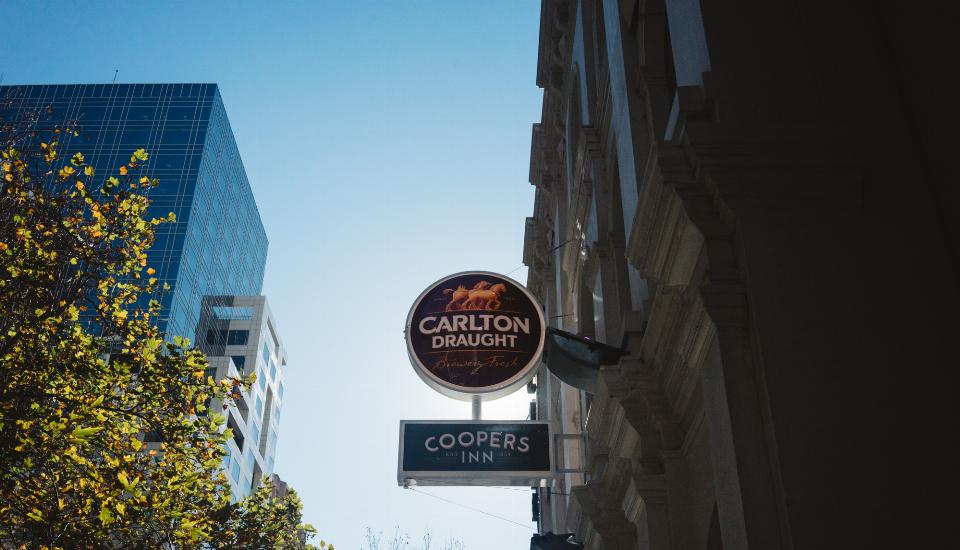 CARLTON
DRAUGHT
Brewery Fresh
COOPERS
INN